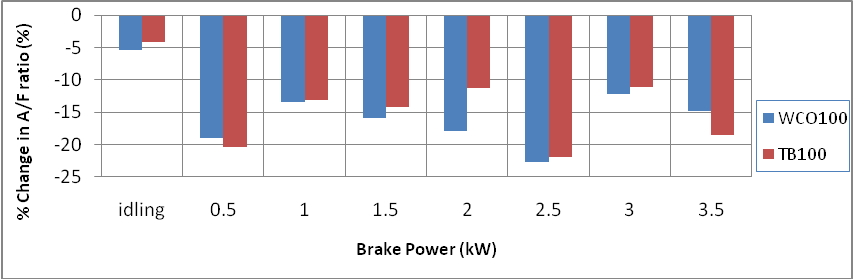 % Change in A/F ratio (%)
0
-5
-10
-15
-20
-25
idling 0.5 1 1.5 2 2.5 3 3.5
Brake Power (kW)
WCO100
TB100